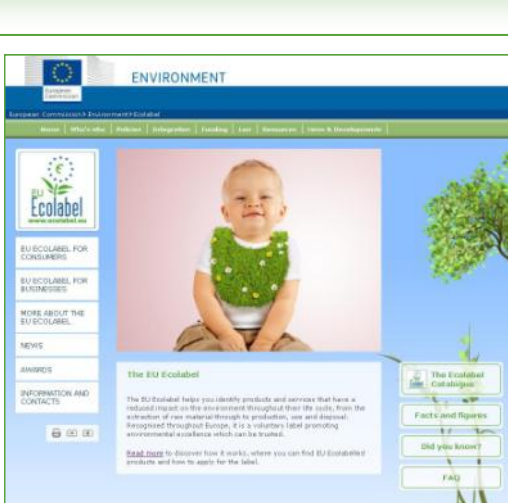 European
Commission
ENVIRONMENT
European Commission> Environment>Ecolabel
Home | Who's who | Policies | Integration | Funding | Law | Resources | News & Developments |
EU
Ecolabel
www.ecolabel.eu
EU ECOLABEL FOR
CONSUMERS
EU ECOLABEL FOR
BUSINESSES
MORE ABOUT THE
EU ECOLABEL
NEWS
AWARDS
INFORMATION AND
CONTACTS
The EU Ecolabel
The EU Ecolabel helps you identify products and services that have a
reduced impact on the environment throughout their life cycle, from the
extraction of raw material through to production, use and disposal.
Recognised throughout Europe, it is a voluntary label promoting
environmental excellence which can be trusted.
Read more to discover how it works, where you can find EU Ecolabelled
products and how to apply for the label.
The Ecolabel
Catalogue
Facts and figures
Did you know?
FAQ